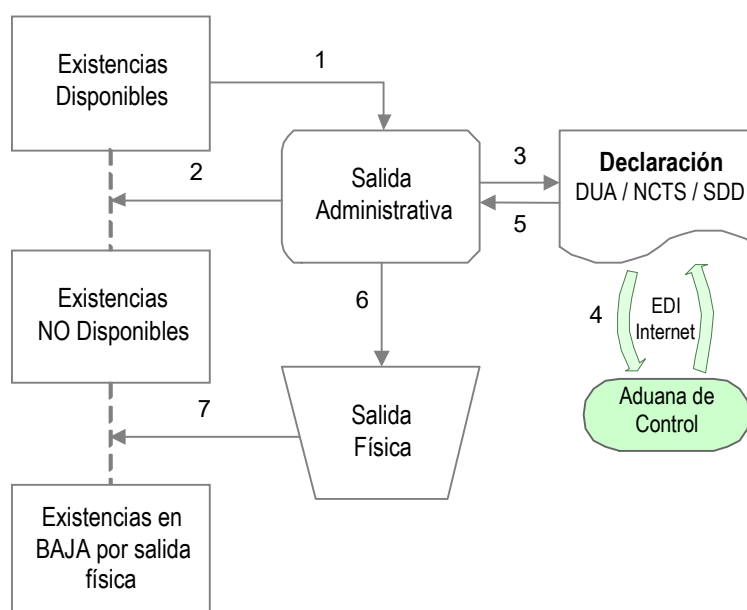 Existencias
Disponibles
1
2
Salida
Administrativa
3
5
Declaración
DUA / NCTS / SDD
4
EDI
Internet
Aduana de
Control
Existencias
NO Disponibles
6
Salida
Física
7
Existencias en
BAJA por salida
física